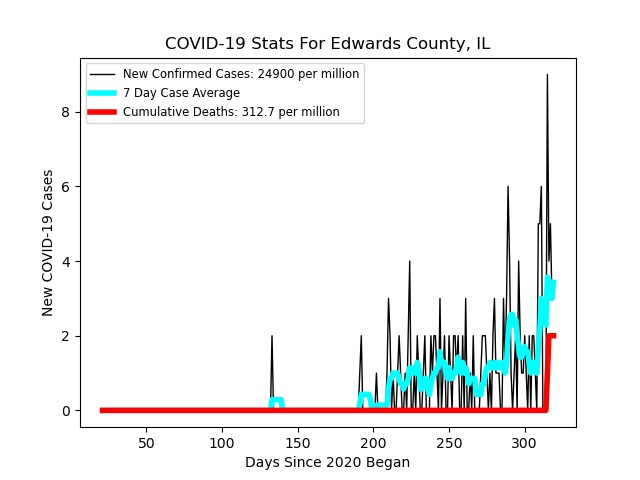 COVID-19 Stats For Edwards County, IL
New Confirmed Cases: 24900 per million
7 Day Case Average
Cumulative Deaths: 312.7 per million
New COVID-19 Cases
8
6
4
2
0
50 100 150 200 250 300
Days Since 2020 Began